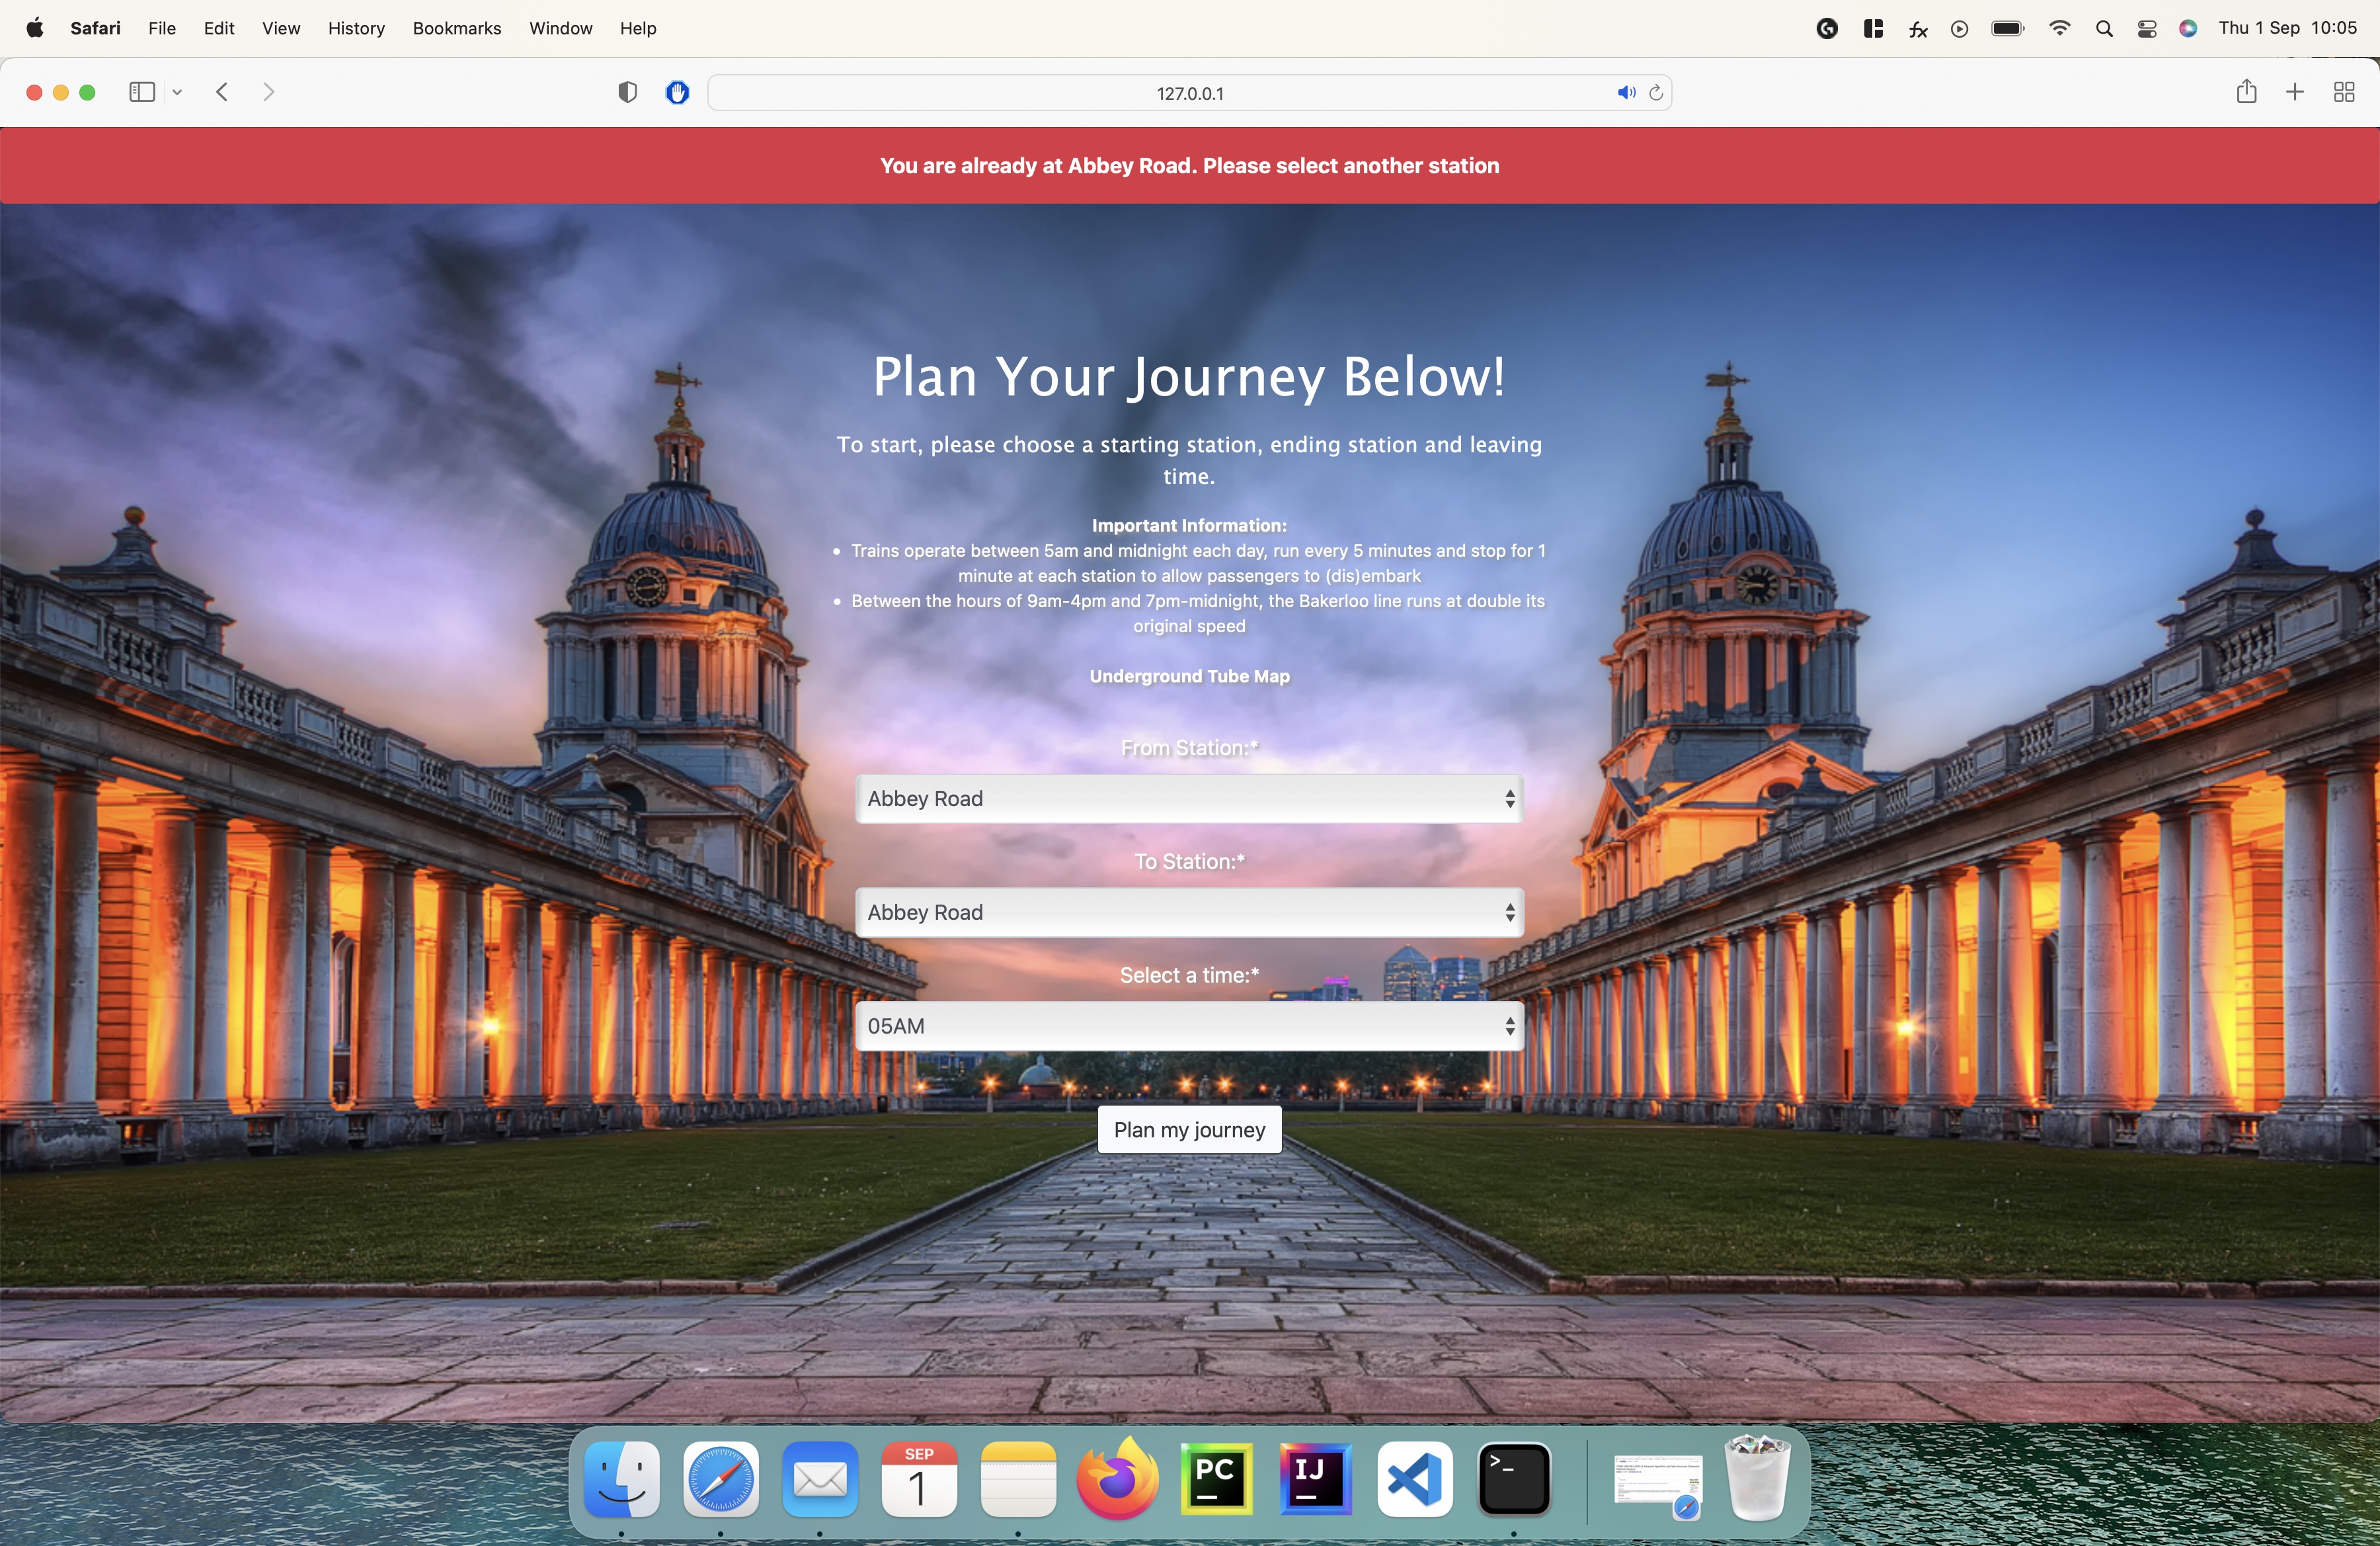 Safari File Edit View History Bookmarks Window Help Thu 1 Sep 10:05
127.0.0.1
You are already at Abbey Road. Please select another station
Plan Your Journey Below!
To start, please choose a starting station, ending station and leaving
time.
Important Information:
• Trains operate between 5am and midnight each day, run every 5 minutes and stop for 1
minute at each station to allow passengers to (dis)embark
• Between the hours of 9am-4pm and 7pm-midnight, the Bakerloo line runs at double its
original speed
Underground Tube Map
From Station:*
Abbey Road
To Station:*
Abbey Road
Select a time:*
05AM
Plan my journey
SEP
1
PC
IJ
>_